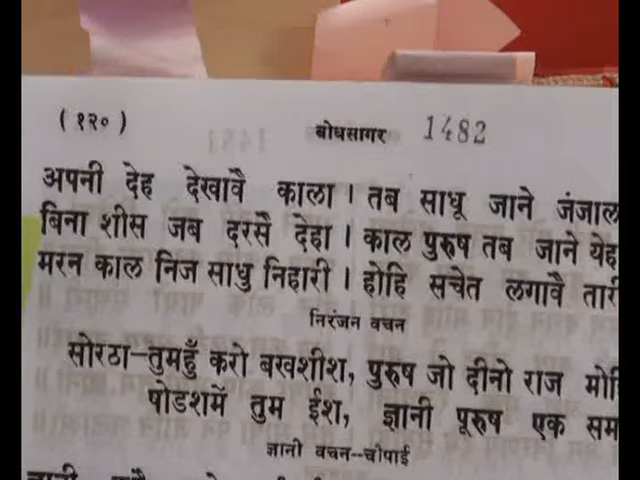 (१२०) बोधसागर 1482
अपनी देह देखावै काला । तब साधू जाने जंजाल
बिना शीस जब दरसै देहा । काल पुरुष तब जाने येह
मरन काल निज साधु निहारी । होहि सचेत लगावै तारी
निरंजन वचन
सोरठा-तुमहुँ करो बखशीश, पुरुष जो दीनो राज मोहि
षोडशमें तुम ईश, ज्ञानी पूरुष एक सम
ज्ञानी वचन--चोपाई